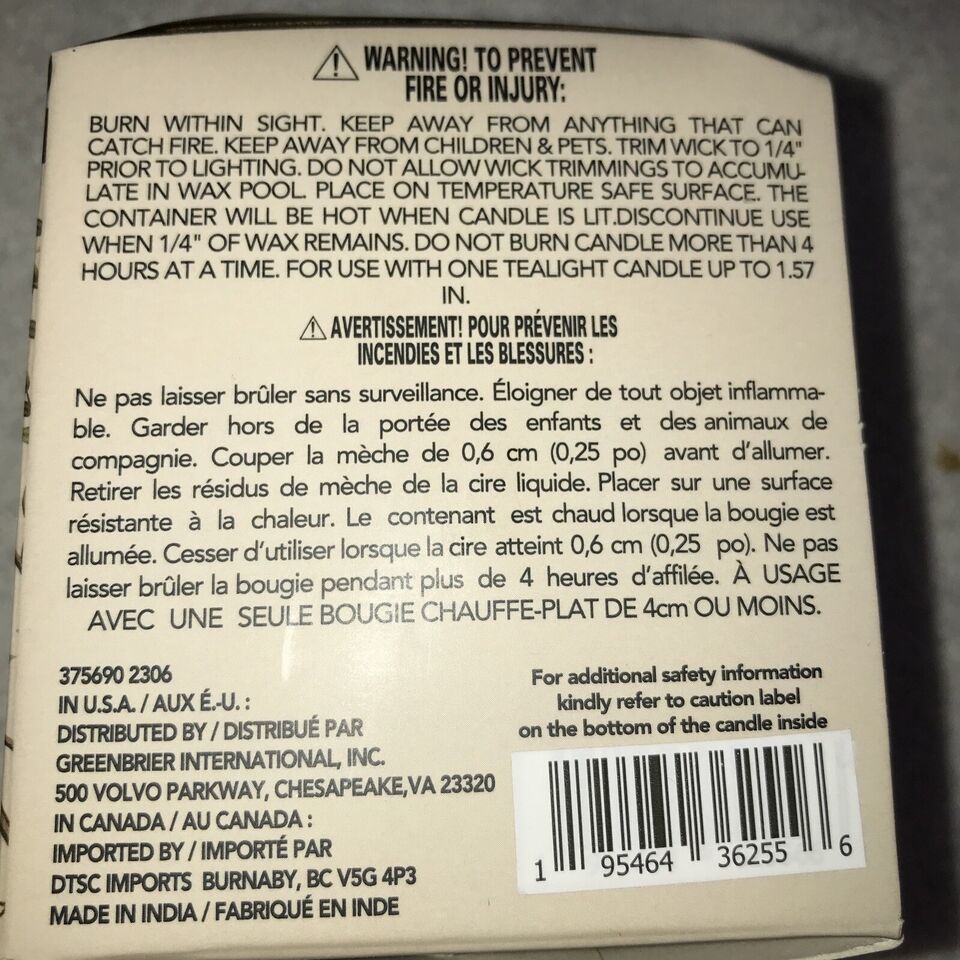 ⚠ WARNING! TO PREVENT
FIRE OR INJURY:
BURN WITHIN SIGHT. KEEP AWAY FROM ANYTHING THAT CAN
CATCH FIRE. KEEP AWAY FROM CHILDREN & PETS. TRIM WICK TO 1/4"
PRIOR TO LIGHTING. DO NOT ALLOW WICK TRIMMINGS TO ACCUMU-
LATE IN WAX POOL. PLACE ON TEMPERATURE SAFE SURFACE. THE
CONTAINER WILL BE HOT WHEN CANDLE IS LIT.DISCONTINUE USE
WHEN 1/4" OF WAX REMAINS. DO NOT BURN CANDLE MORE THAN 4
HOURS AT A TIME. FOR USE WITH ONE TEALIGHT CANDLE UP TO 1.57
IN.
⚠ AVERTISSEMENT! POUR PRÉVENIR LES
INCENDIES ET LES BLESSURES :
Ne pas laisser brûler sans surveillance. Éloigner de tout objet inflamma-
ble. Garder hors de la portée des enfants et des animaux de
compagnie. Couper la mèche de 0,6 cm (0,25 po) avant d'allumer.
Retirer les résidus de mèche de la cire liquide. Placer sur une surface
résistante à la chaleur. Le contenant est chaud lorsque la bougie est
allumée. Cesser d'utiliser lorsque la cire atteint 0,6 cm (0,25 po). Ne pas
laisser brûler la bougie pendant plus de 4 heures d'affilée. À USAGE
AVEC UNE SEULE BOUGIE CHAUFFE-PLAT DE 4cm OU MOINS.
375690 2306
IN U.S.A. / AUX É.-U. :
DISTRIBUTED BY / DISTRIBUÉ PAR
GREENBRIER INTERNATIONAL, INC.
500 VOLVO PARKWAY, CHESAPEAKE,VA 23320
IN CANADA / AU CANADA :
IMPORTED BY / IMPORTÉ PAR
DTSC IMPORTS BURNABY, BC V5G 4P3
MADE IN INDIA / FABRIQUÉ EN INDE
For additional safety information
kindly refer to caution label
on the bottom of the candle inside
1 95464 36255 6